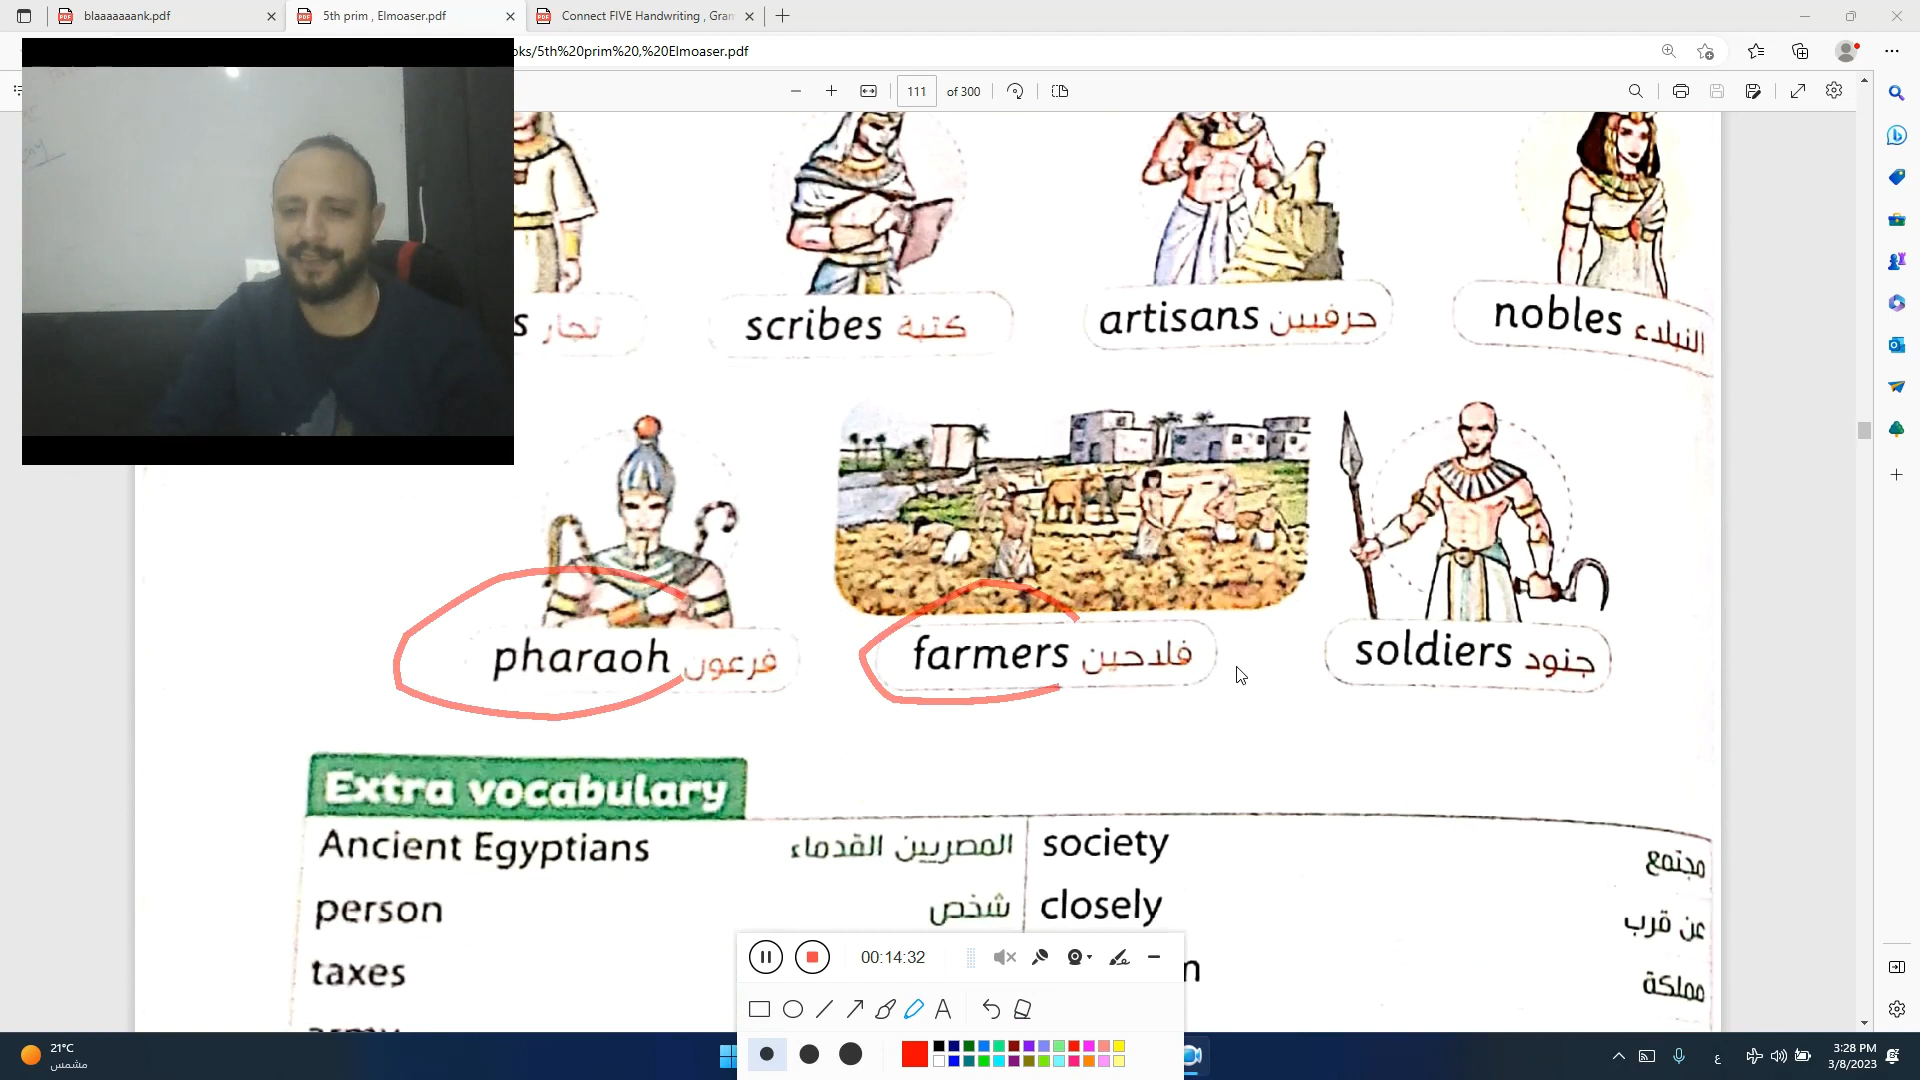 blaaaaaank.pdf
5th prim , Elmoaser.pdf
Connect FIVE Handwriting , Gram
oks/5th%20prim%20,%20Elmoaser.pdf
111 of 300
s تجار
scribes كتبة
artisans حرفيين
nobles النبلاء
pharaoh فرعون
farmers فلاحين
soldiers جنود
Extra vocabulary
Ancient Egyptians المصريين القدماء
society مجتمع
person شخص
closely عن قرب
taxes
n مملكة
army
00:14:32
A
21°C
مشمس
ع
3:28 PM
3/8/2023